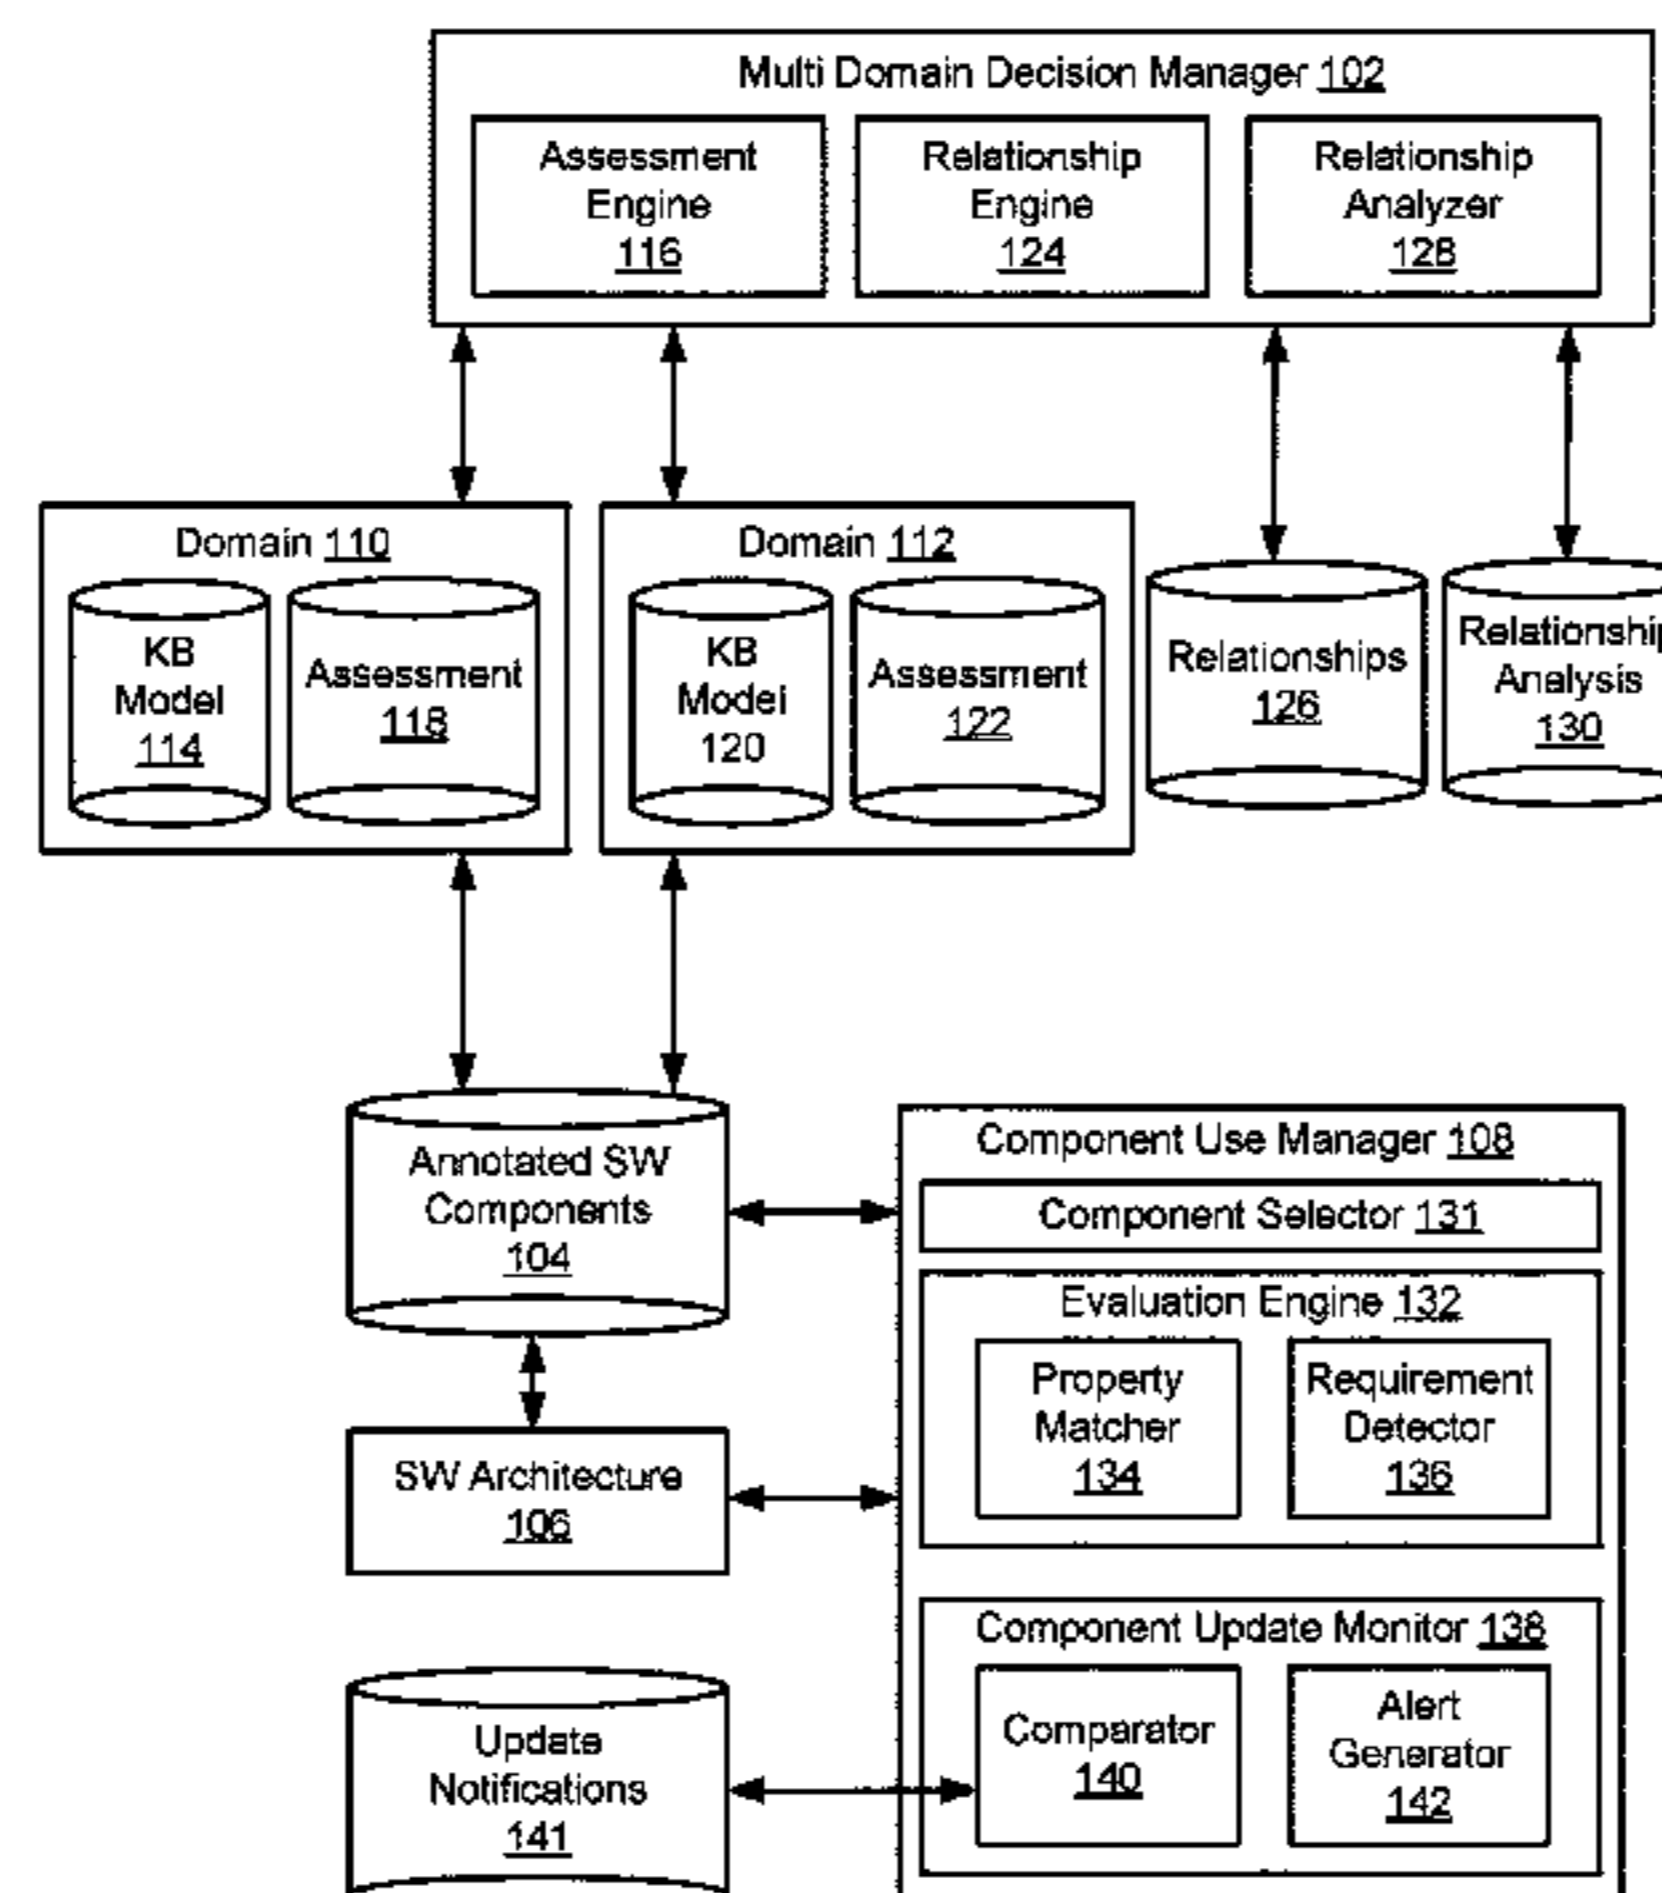 Multi Domain Decision Manager 102
Assessment
Engine
116
Relationship
Engine
124
Relationship
Analyzer
128
Domain 110
KB
Model
114
Assessment
118
Domain 112
KB
Model
120
Assessment
122
Relationships
126
Relationship
Analysis
130
Annotated SW
Components
104
SW Architecture
106
Update
Notifications
141
Component Use Manager 108
Component Selector 131
Evaluation Engine 132
Property
Matcher
134
Requirement
Detector
136
Component Update Monitor 138
Comparator
140
Alert
Generator
142